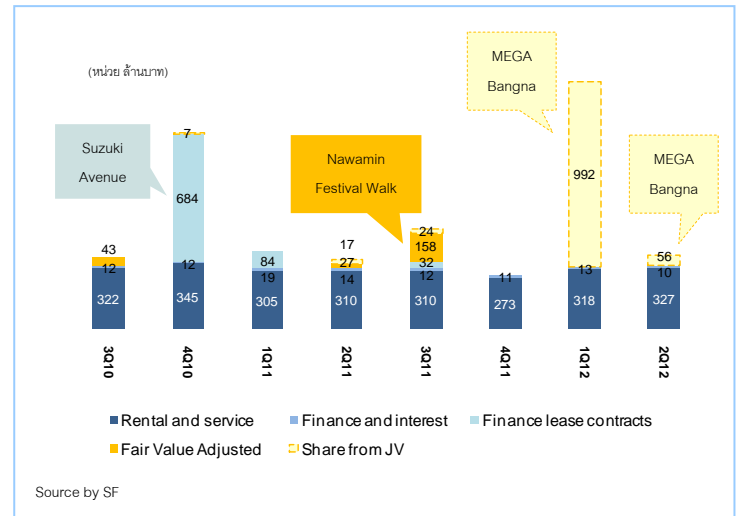 (หน่วย ล้านบาท)
MEGA
Bangna
Suzuki
Avenue
Nawamin
Festival Walk
MEGA
Bangna
43
12
322
7
684
12
345
84
19
305
17
27
14
310
24
158
32
12
310
11
273
992
13
318
56
10
327
3Q10 4Q10 1Q11 2Q11 3Q11 4Q11 1Q12 2Q12
Rental and service Finance and interest Finance lease contracts
Fair Value Adjusted Share from JV
Source by SF